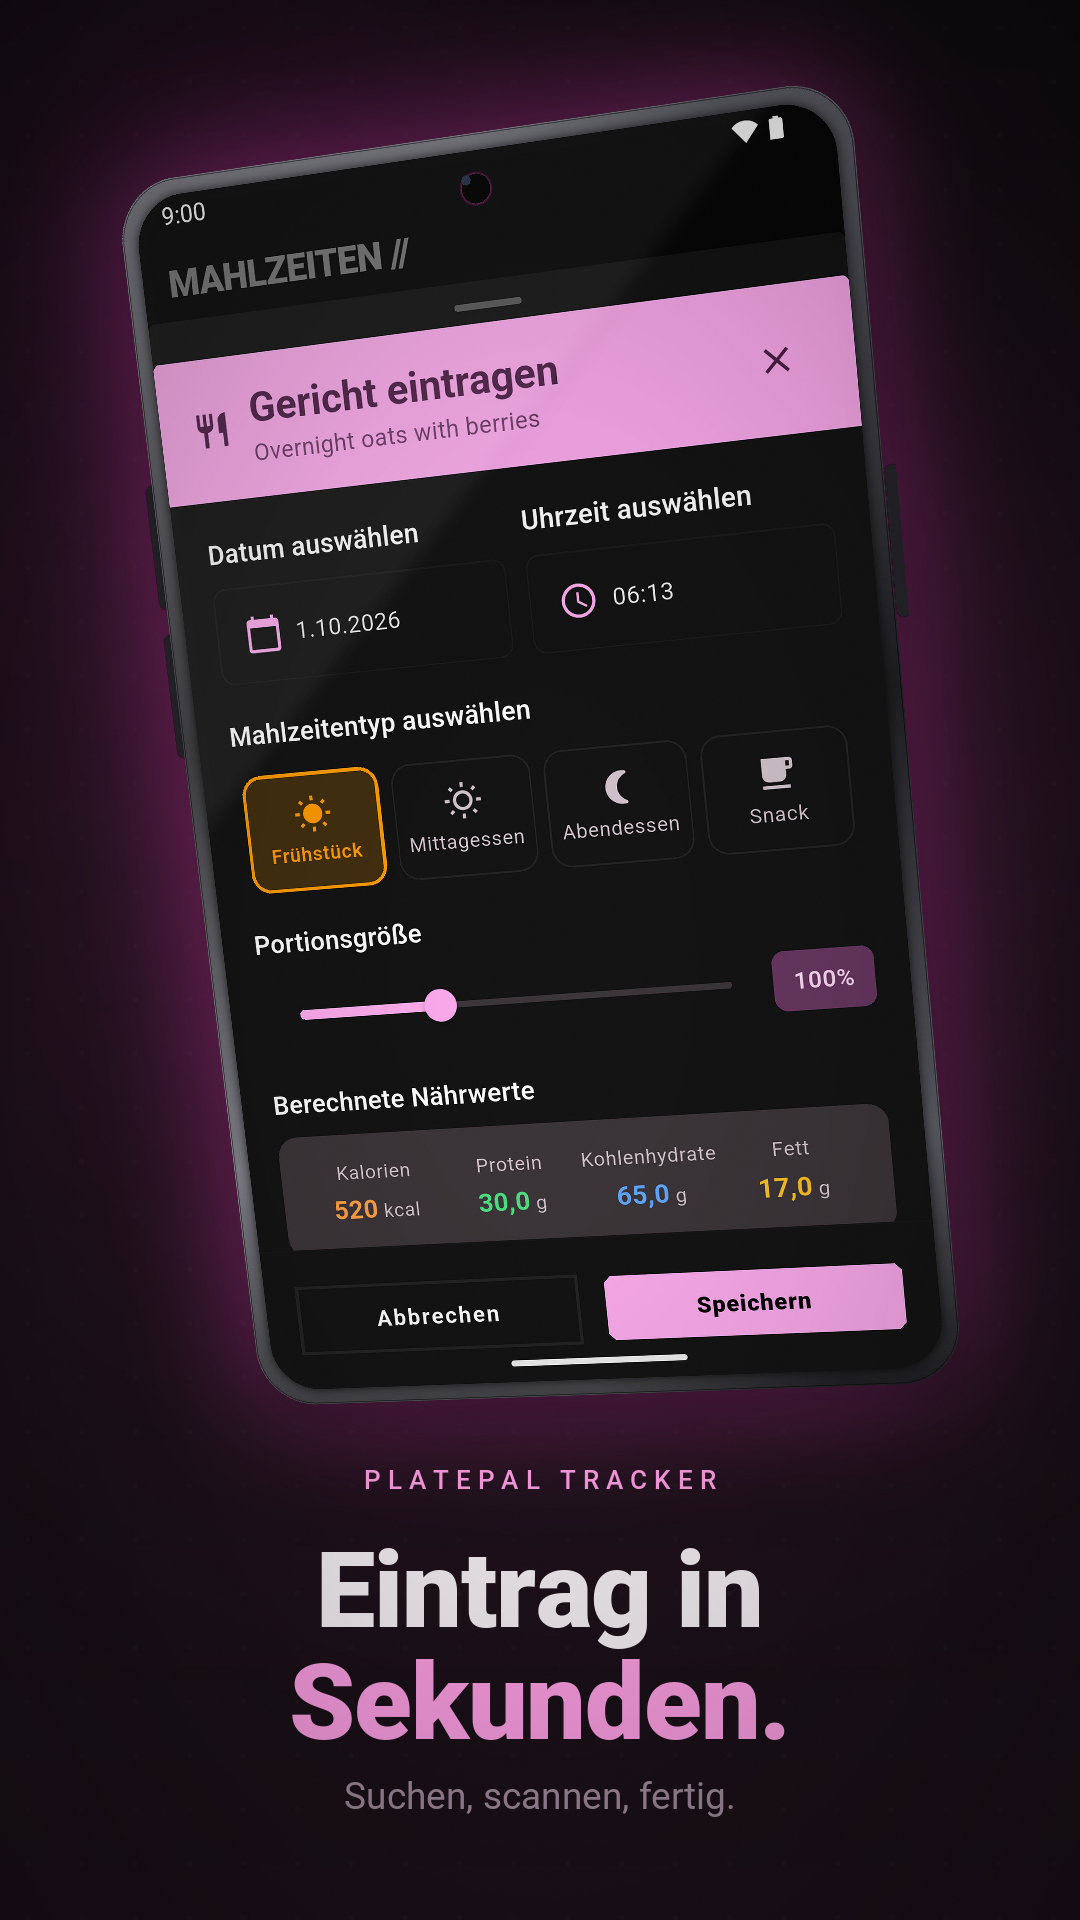 9:00
MAHLZEITEN //
Gericht eintragen
Overnight oats with berries
Datum auswählen
Uhrzeit auswählen
1.10.2026
06:13
Mahlzeitentyp auswählen
Frühstück
Mittagessen
Abendessen
Snack
Portionsgröße
100%
Berechnete Nährwerte
Kalorien
Protein
Kohlenhydrate
Fett
520 kcal
30,0 g
65,0 g
17,0 g
Abbrechen
Speichern
PLATEPAL TRACKER
Eintrag in
Sekunden.
Suchen, scannen, fertig.